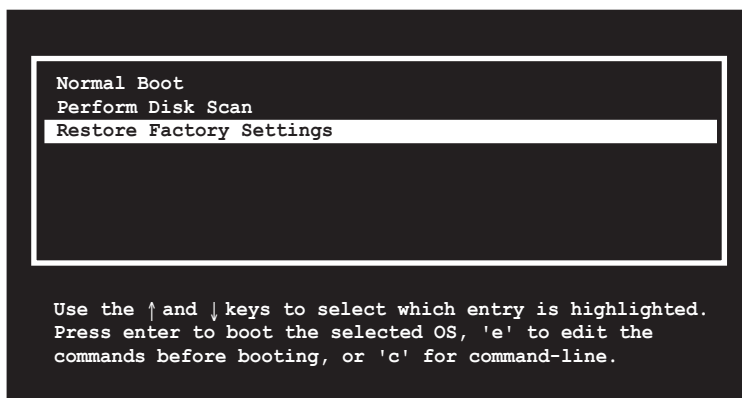 Normal Boot
Perform Disk Scan
Restore Factory Settings
Use the ↑ and ↓ keys to select which entry is highlighted.
Press enter to boot the selected OS, 'e' to edit the
commands before booting, or 'c' for command-line.